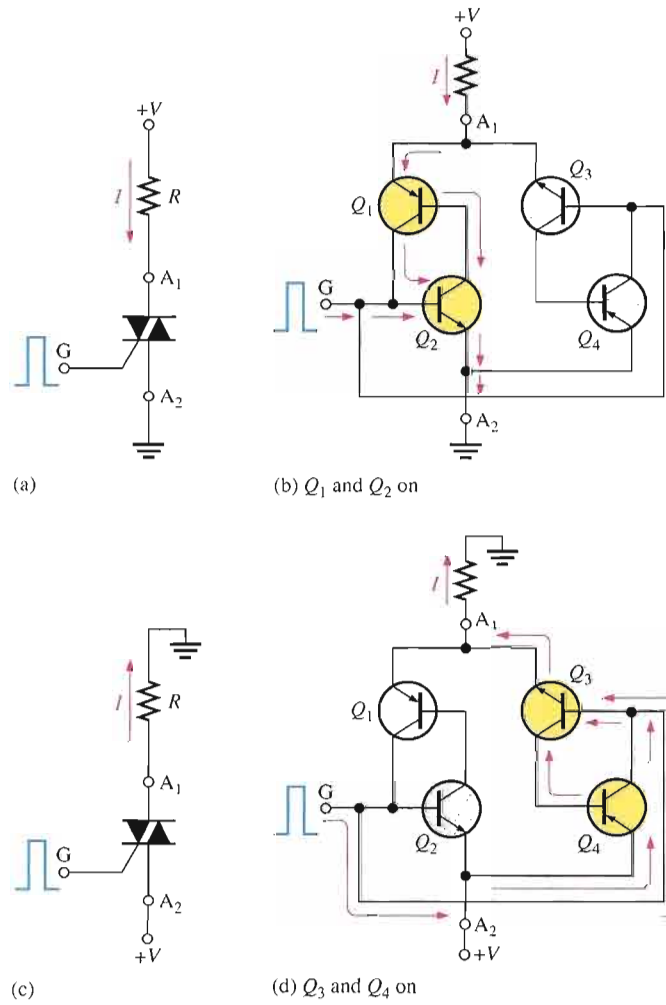 +V
I
R
A1
G
A2
(a)
+V
I
A1
Q1
Q3
G
Q2
Q4
A2
(b) Q1 and Q2 on
I
R
A1
G
A2
+V
(c)
I
A1
Q1
Q3
G
Q2
Q4
A2
+V
(d) Q3 and Q4 on